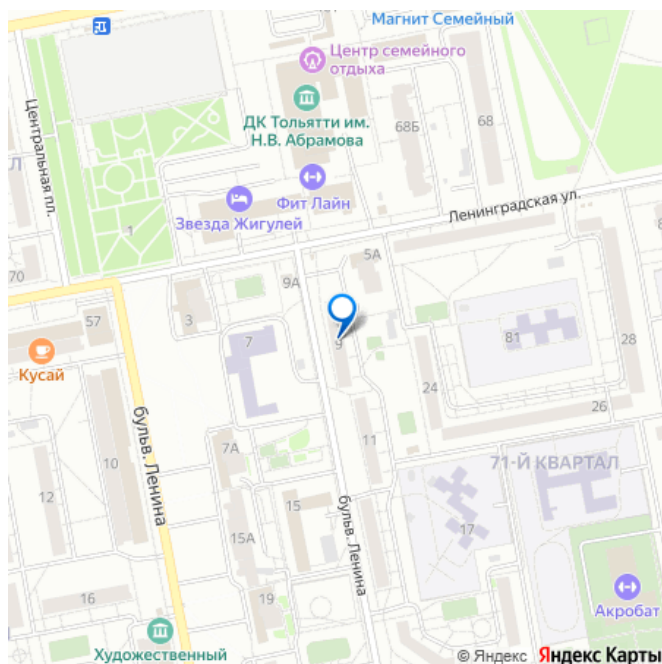 Магнит Семейный
Центр семейного
отдыха
ДК Тольятти им.
Н.В. Абрамова
68Б
68
Центральная пл.
Л
1
Фит Лайн
Звезда Жигулей
Ленинградская ул.
8
70
5А
9А
3
57
7
9
81
28
Кусай
24
26
10
бульв. Ленина
7А
11
71-Й КВАРТАЛ
12
15
17
15А
бульв. Ленина
16
19
Акробат
Художественный
© Яндекс Яндекс Карты